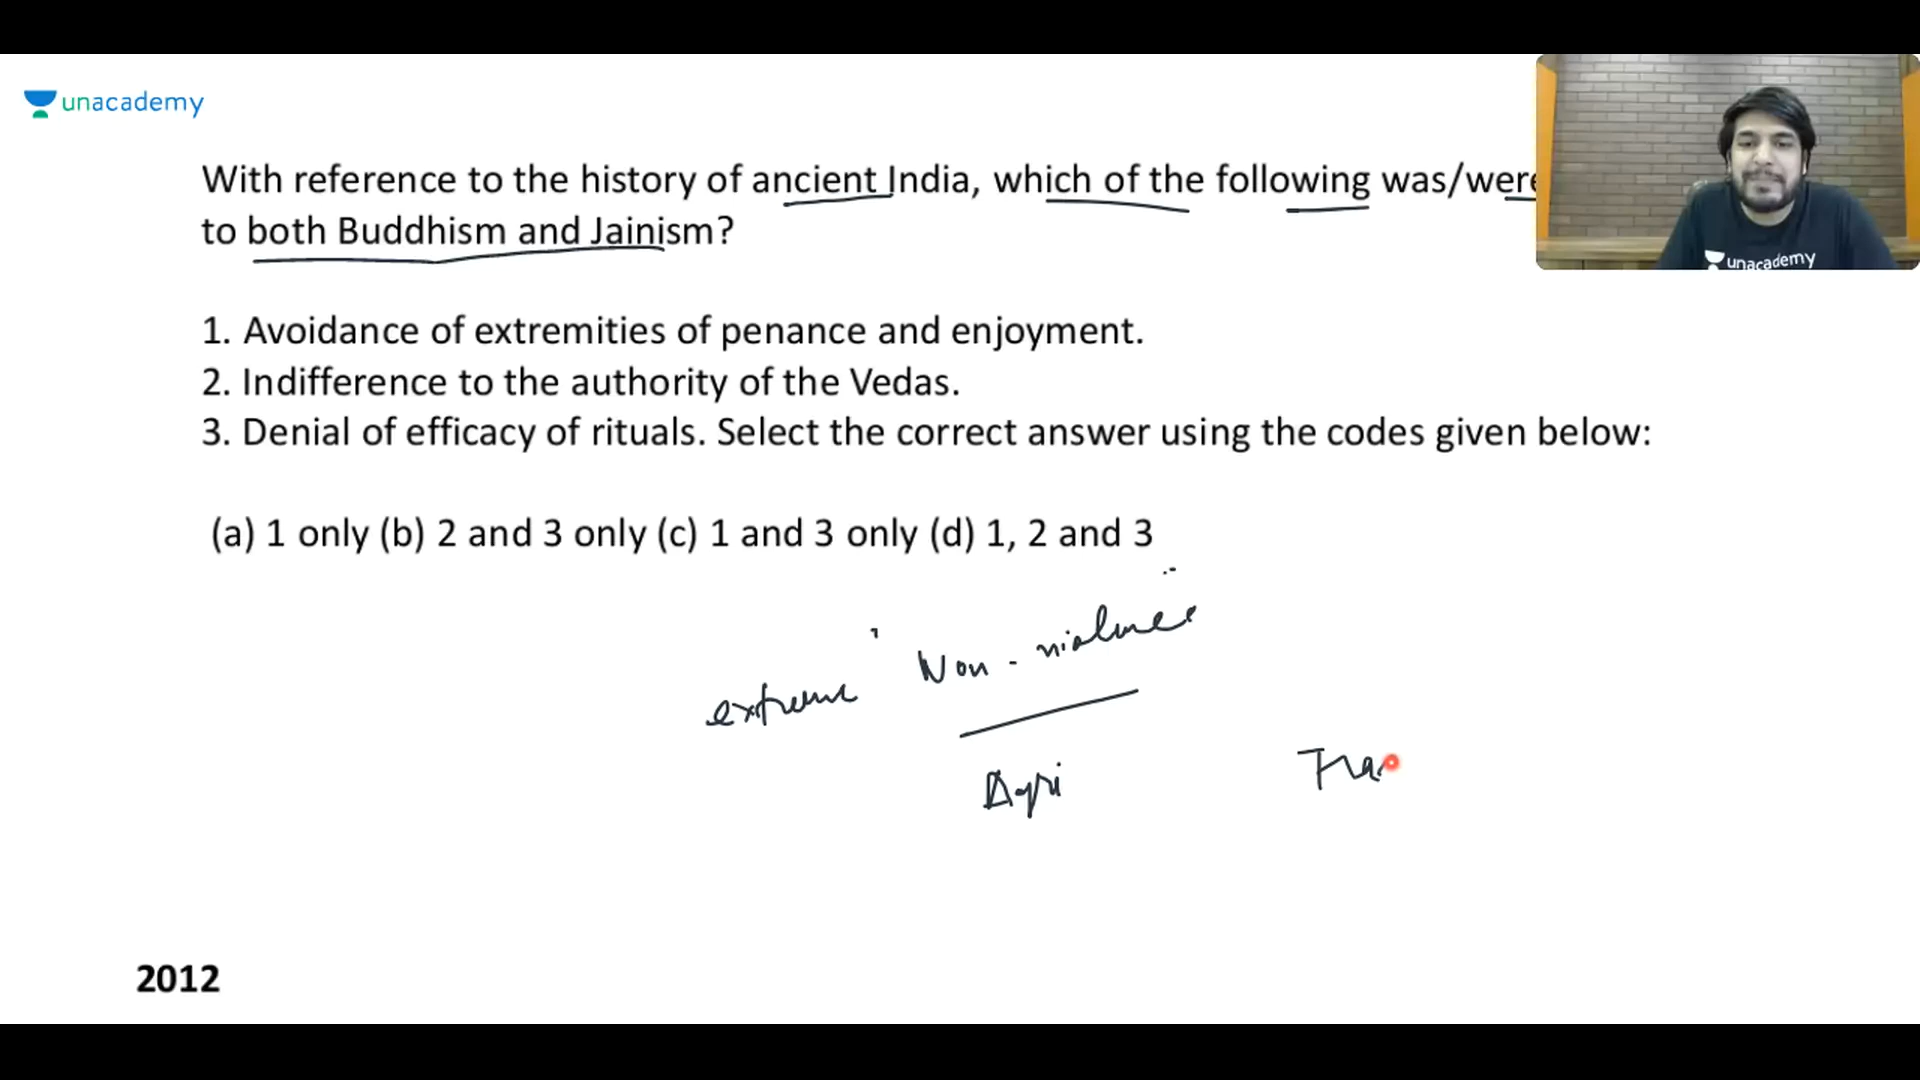 unacademy
With reference to the history of ancient India, which of the following was/were
to both Buddhism and Jainism?
unacademy
1. Avoidance of extremities of penance and enjoyment.
2. Indifference to the authority of the Vedas.
3. Denial of efficacy of rituals. Select the correct answer using the codes given below:
(a) 1 only (b) 2 and 3 only (c) 1 and 3 only (d) 1, 2 and 3
extreme Non-violence
Agri
2012